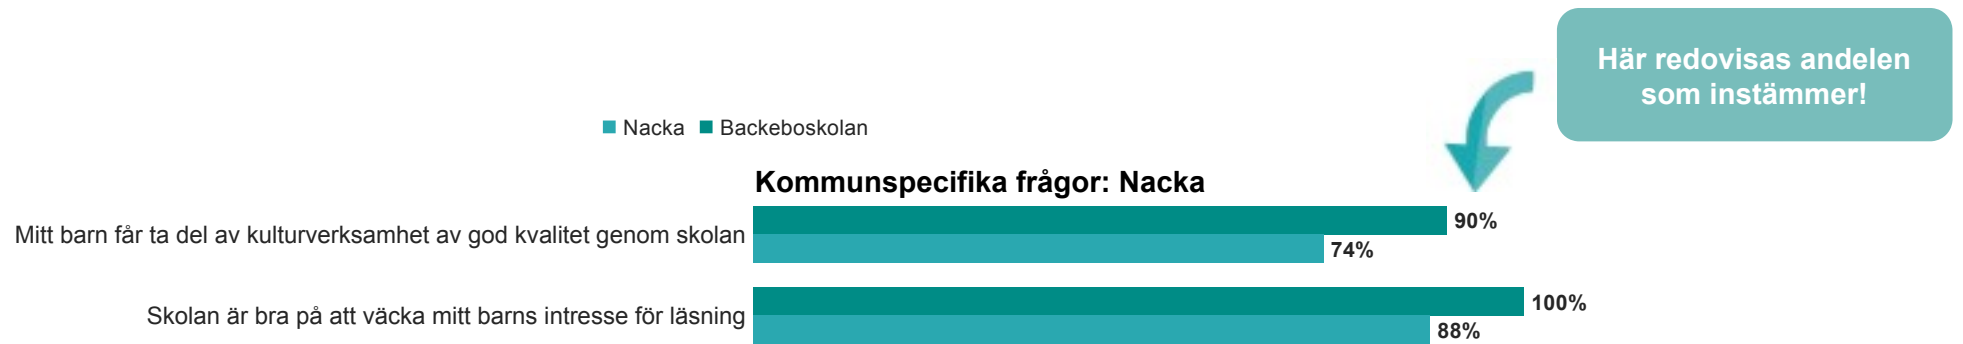 Här redovisas andelen
som instämmer!
Nacka Backeboskolan
Kommunspecifika frågor: Nacka
Mitt barn får ta del av kulturverksamhet av god kvalitet genom skolan
90%
74%
Skolan är bra på att väcka mitt barns intresse för läsning
100%
88%